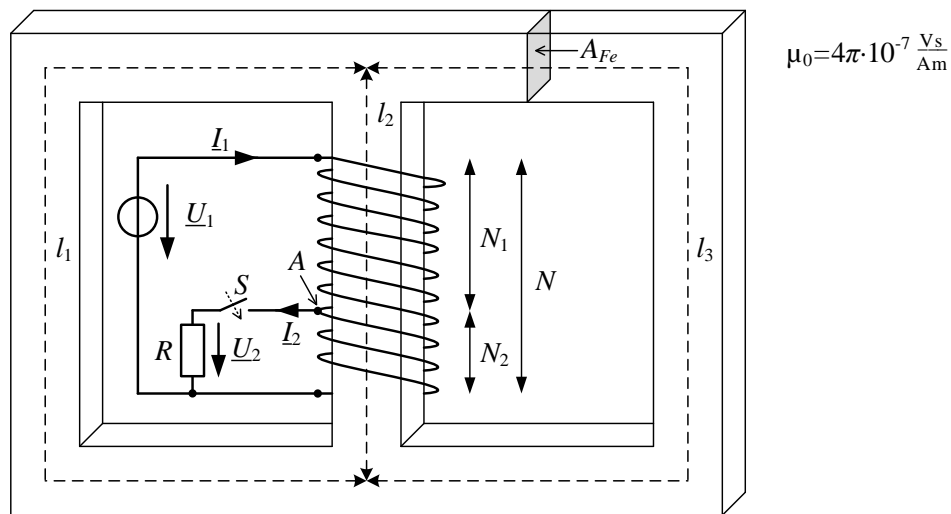 A_Fe
μ₀=4π·10⁻⁷ Vs/Am
l₂
I₁
U₁
l₁
N₁
N
l₃
A
S
I₂
R
U₂
N₂